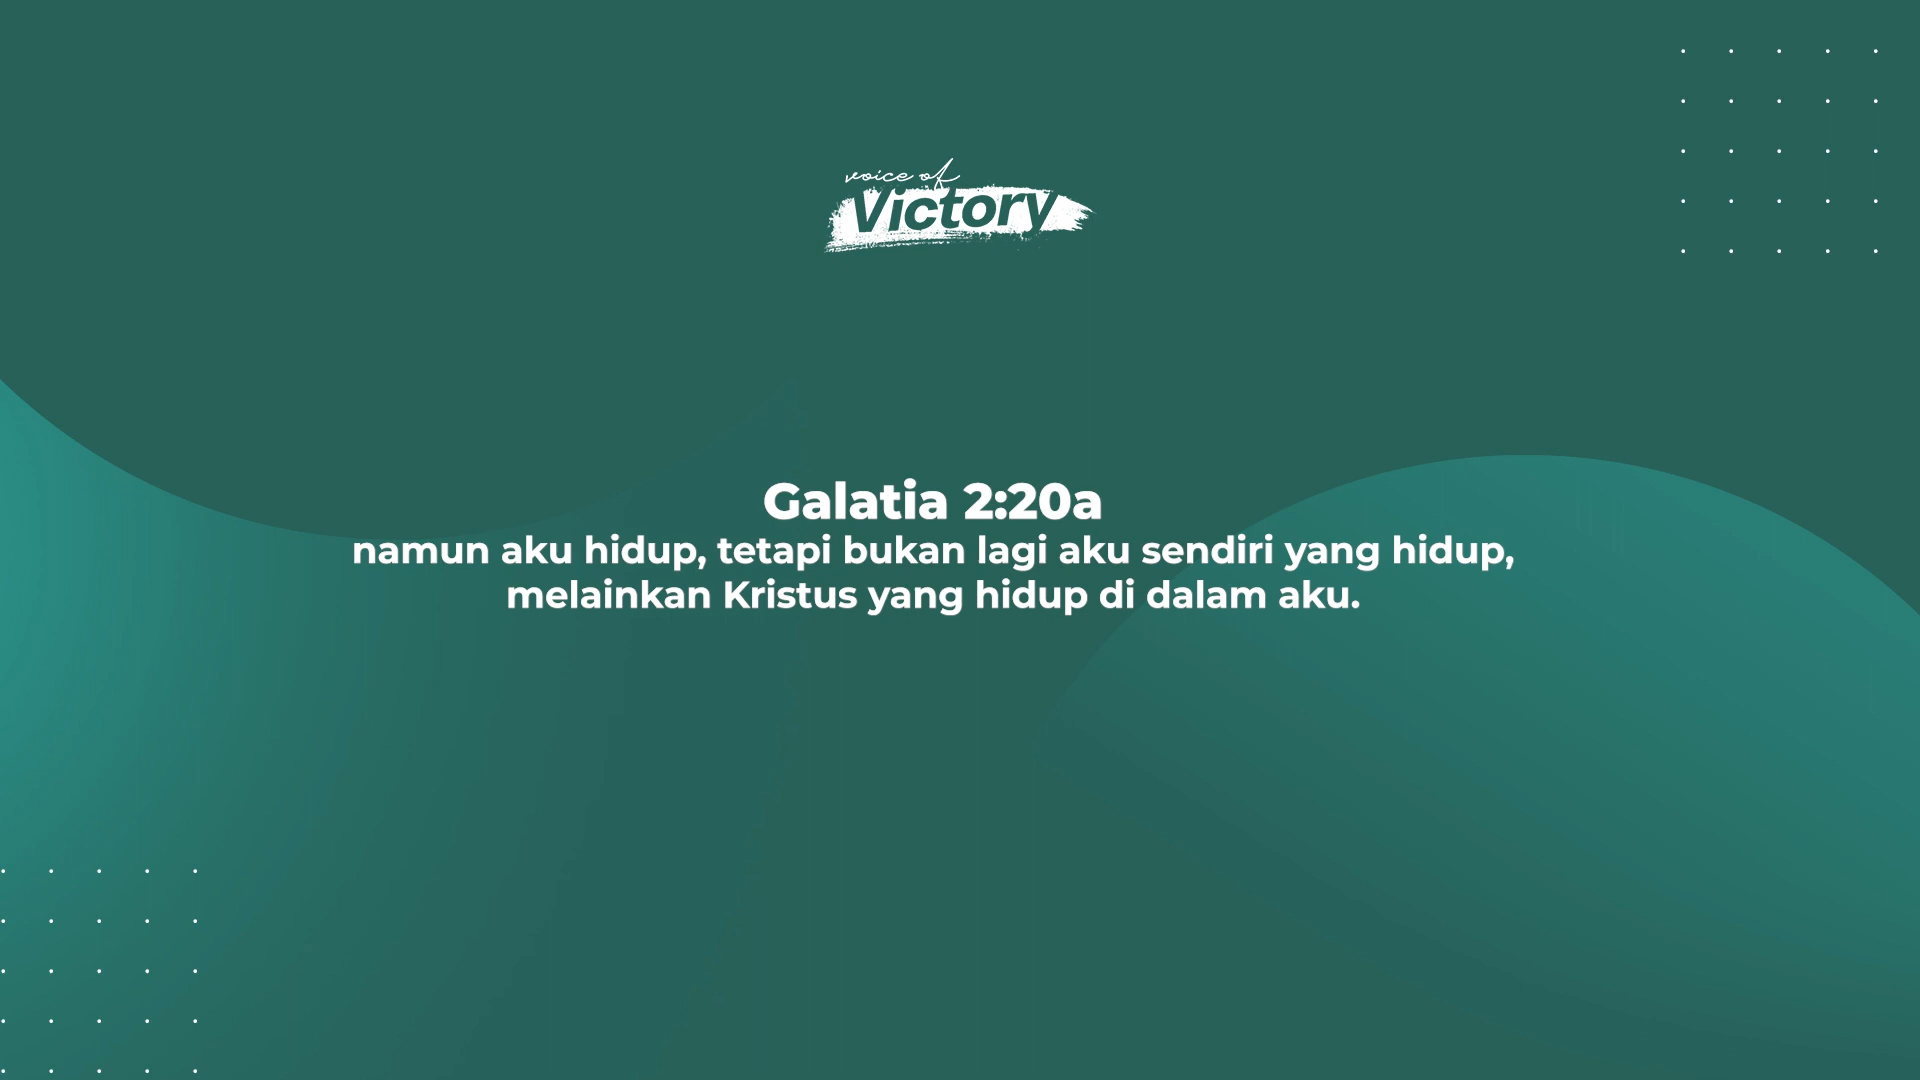 voice of
Victory
Galatia 2:20a
namun aku hidup, tetapi bukan lagi aku sendiri yang hidup,
melainkan Kristus yang hidup di dalam aku.